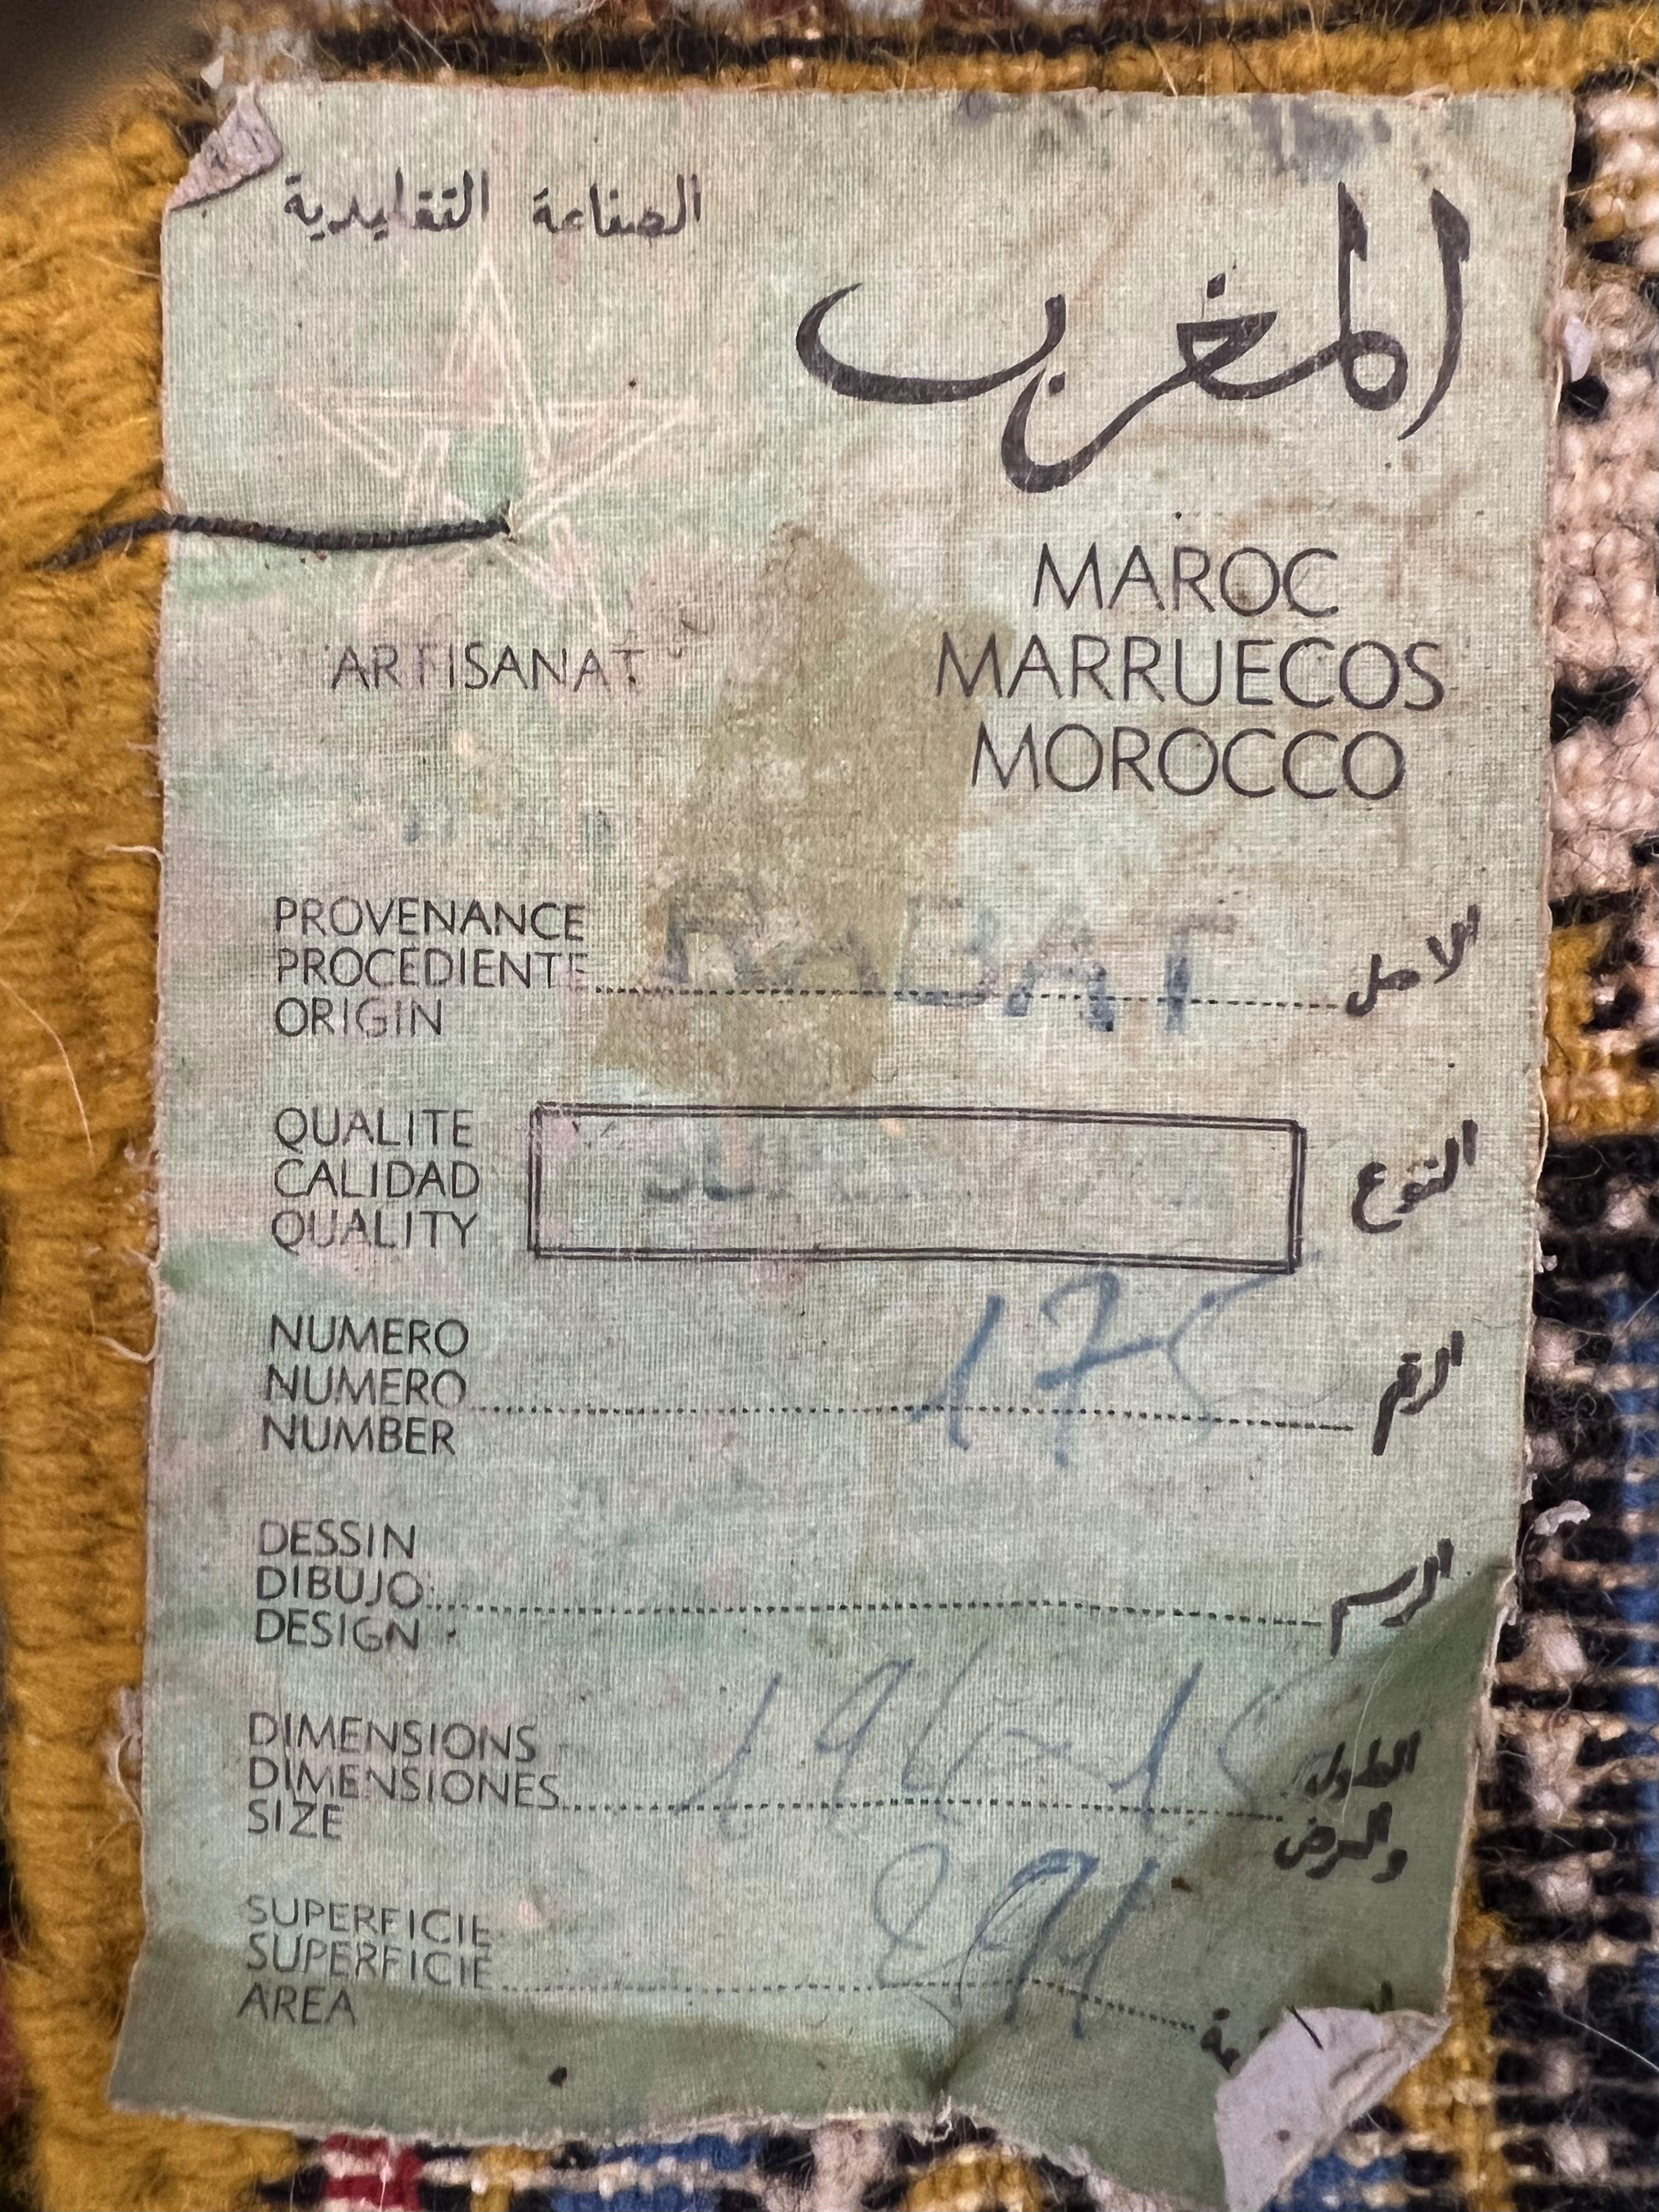 الصناعة التقليدية
المغرب
MAROC
MARRUECOS
MOROCCO
ARTISANAT
PROVENANCE
PROCEDIENTE
ORIGIN
RABAT
الاصل
QUALITE
CALIDAD
QUALITY
النوع
NUMERO
NUMERO
NUMBER
الرقم
DESSIN
DIBUJO
DESIGN
الرسم
DIMENSIONS
DIMENSIONES
SIZE
الطول
والعرض
SUPERFICIE
SUPERFICIE
AREA